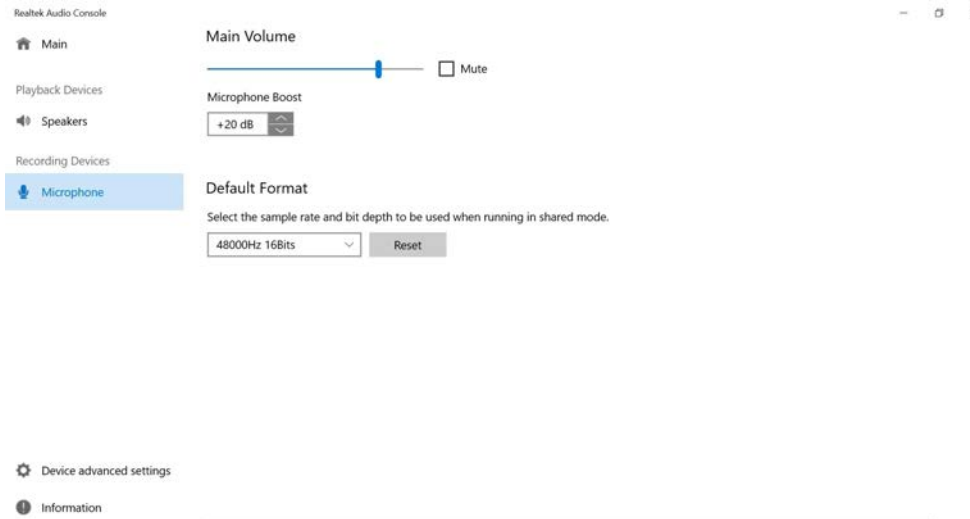 Realtek Audio Console
Main
Playback Devices
Speakers
Recording Devices
Microphone
Device advanced settings
Information
Main Volume
Mute
Microphone Boost
+20 dB
Default Format
Select the sample rate and bit depth to be used when running in shared mode.
48000Hz 16Bits
Reset